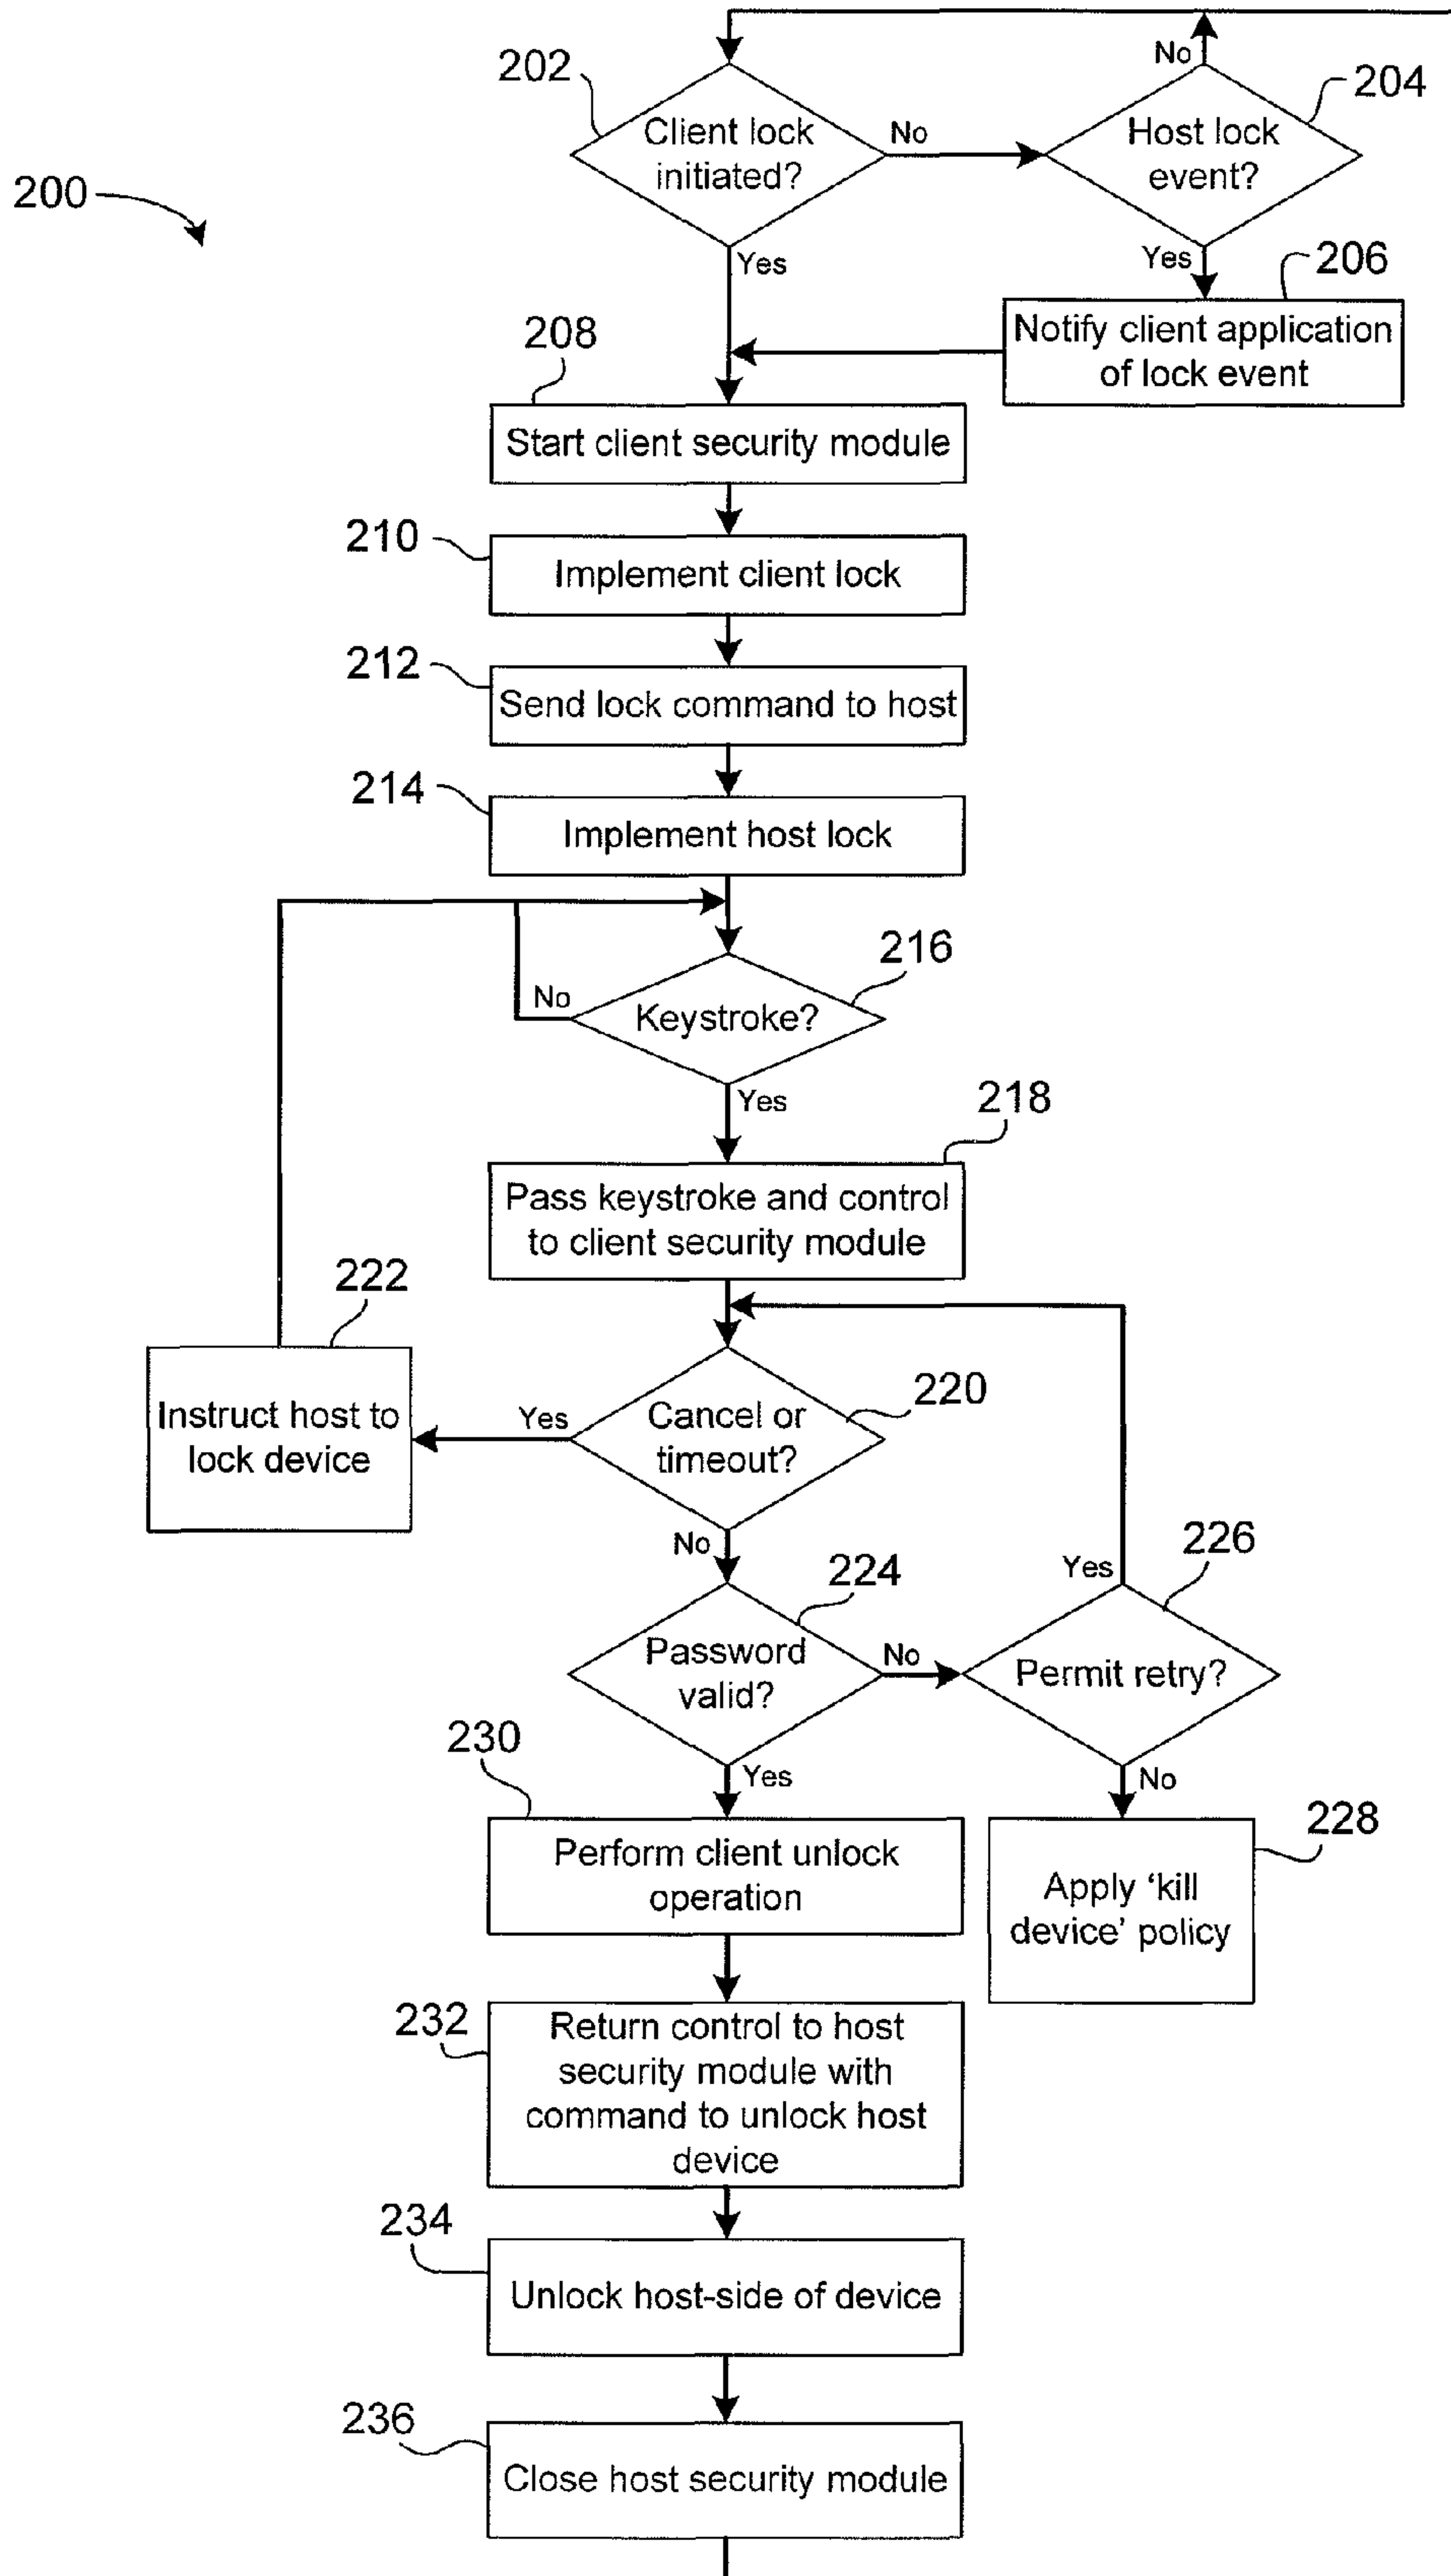 No
202
204
Client lock
initiated?
No
Host lock
event?
200
Yes
Yes
206
208
Notify client application
of lock event
Start client security module
210
Implement client lock
212
Send lock command to host
214
Implement host lock
216
No
Keystroke?
Yes
218
Pass keystroke and control
to client security module
222
220
Instruct host to
lock device
Yes
Cancel or
timeout?
No
224
226
Yes
Password
valid?
No
Permit retry?
230
Yes
No
228
Perform client unlock
operation
Apply ‘kill
device’ policy
232
Return control to host
security module with
command to unlock host
device
234
Unlock host-side of device
236
Close host security module